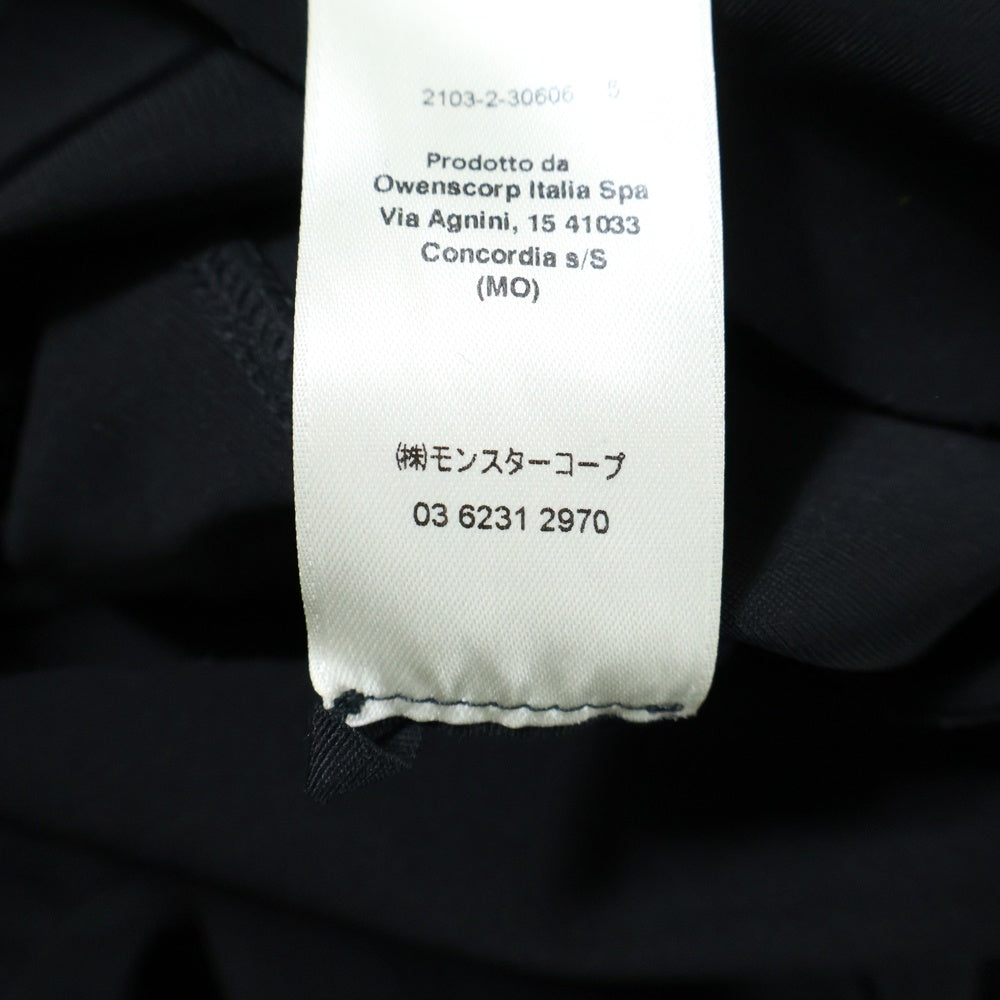 2103-2-30606 5
Prodotto da
Owenscorp Italia Spa
Via Agnini, 15 41033
Concordia s/S
(MO)
㈱モンスターコープ
03 6231 2970